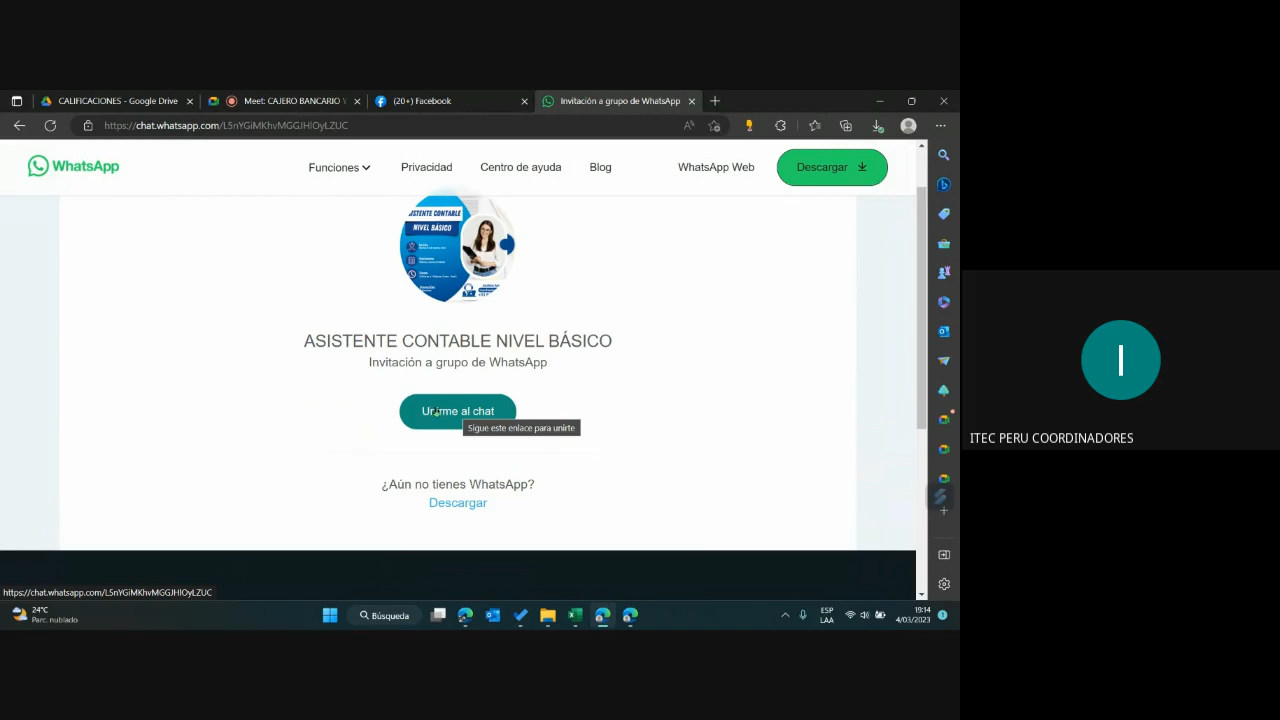 CALIFICACIONES - Google Drive
Meet: CAJERO BANCARIO Y
(20+) Facebook
Invitación a grupo de WhatsApp
https://chat.whatsapp.com/L5nYGiMKhvMGGJHlOyLZUC
WhatsApp
Funciones
Privacidad
Centro de ayuda
Blog
WhatsApp Web
Descargar
ASISTENTE CONTABLE
NIVEL BÁSICO
ASISTENTE CONTABLE NIVEL BÁSICO
Invitación a grupo de WhatsApp
Unirme al chat
Sigue este enlace para unirte
¿Aún no tienes WhatsApp?
Descargar
https://chat.whatsapp.com/L5nYGiMKhvMGGJHlOyLZUC
I
ITEC PERU COORDINADORES
24°C
Parc. nublado
Búsqueda
ESP
LAA
19:14
4/03/2023
1